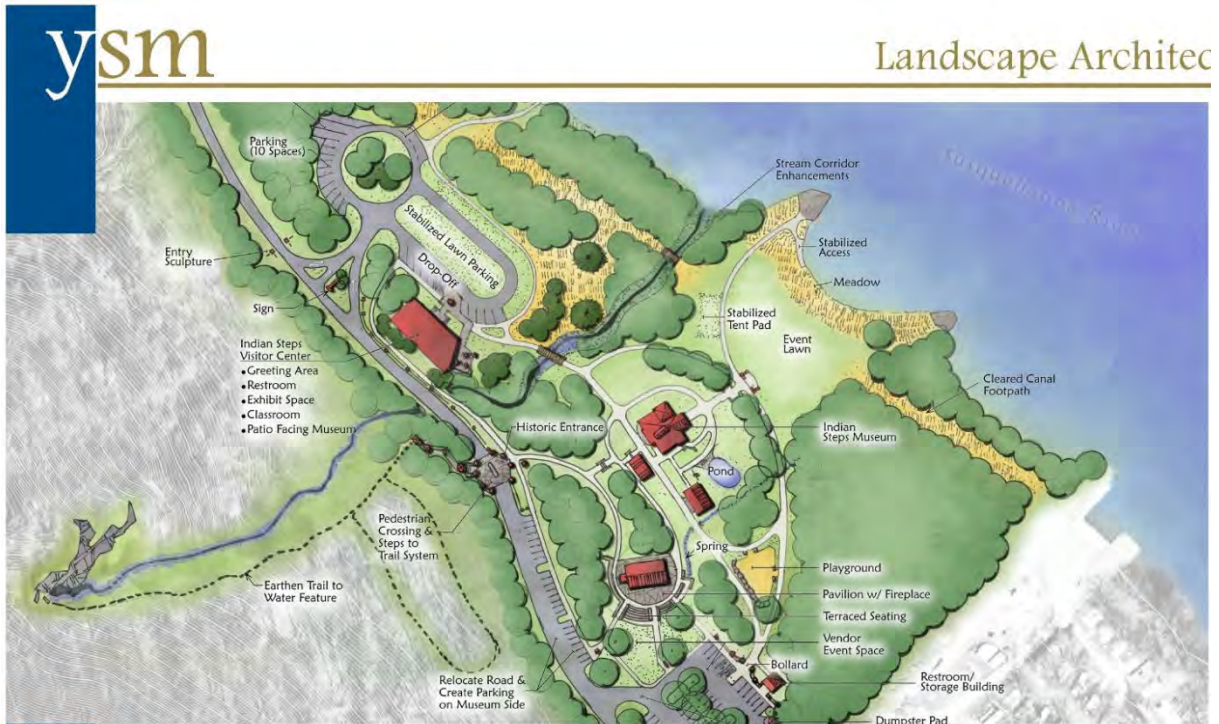 ysm
Landscape Architec
Parking
(10 Spaces)
Stream Corridor
Enhancements
Susquehanna River
Stabilized Lawn Parking
Drop-Off
Entry
Sculpture
Sign
Stabilized
Access
Meadow
Stabilized
Tent Pad
Event
Lawn
Indian Steps
Visitor Center
•Greeting Area
•Restroom
•Exhibit Space
•Classroom
•Patio Facing Museum
Cleared Canal
Footpath
Historic Entrance
Indian
Steps Museum
Pond
Pedestrian
Crossing &
Steps to
Trail System
Spring
Playground
Earthen Trail to
Water Feature
Pavilion w/ Fireplace
Terraced Seating
Vendor
Event Space
Bollard
Relocate Road &
Create Parking
on Museum Side
Restroom/
Storage Building
Dumpster Pad